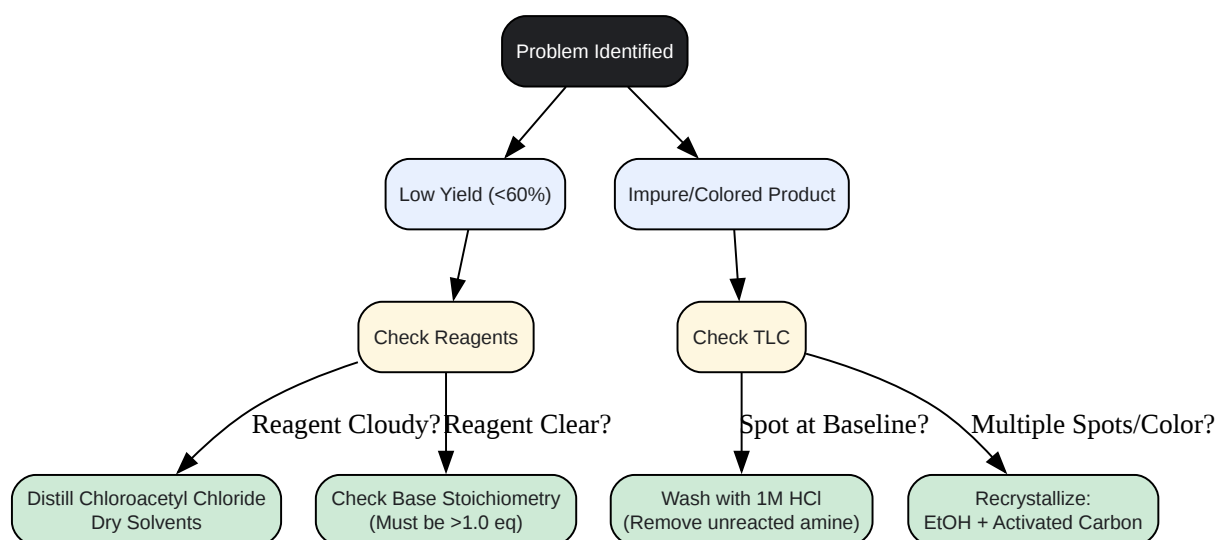 Problem Identified
Low Yield (<60%)
Impure/Colored Product
Check Reagents
Check TLC
Reagent Cloudy?
Reagent Clear?
Spot at Baseline?
Multiple Spots/Color?
Distill Chloroacetyl Chloride
Dry Solvents
Check Base Stoichiometry
(Must be >1.0 eq)
Wash with 1M HCl
(Remove unreacted amine)
Recrystallize:
EtOH + Activated Carbon